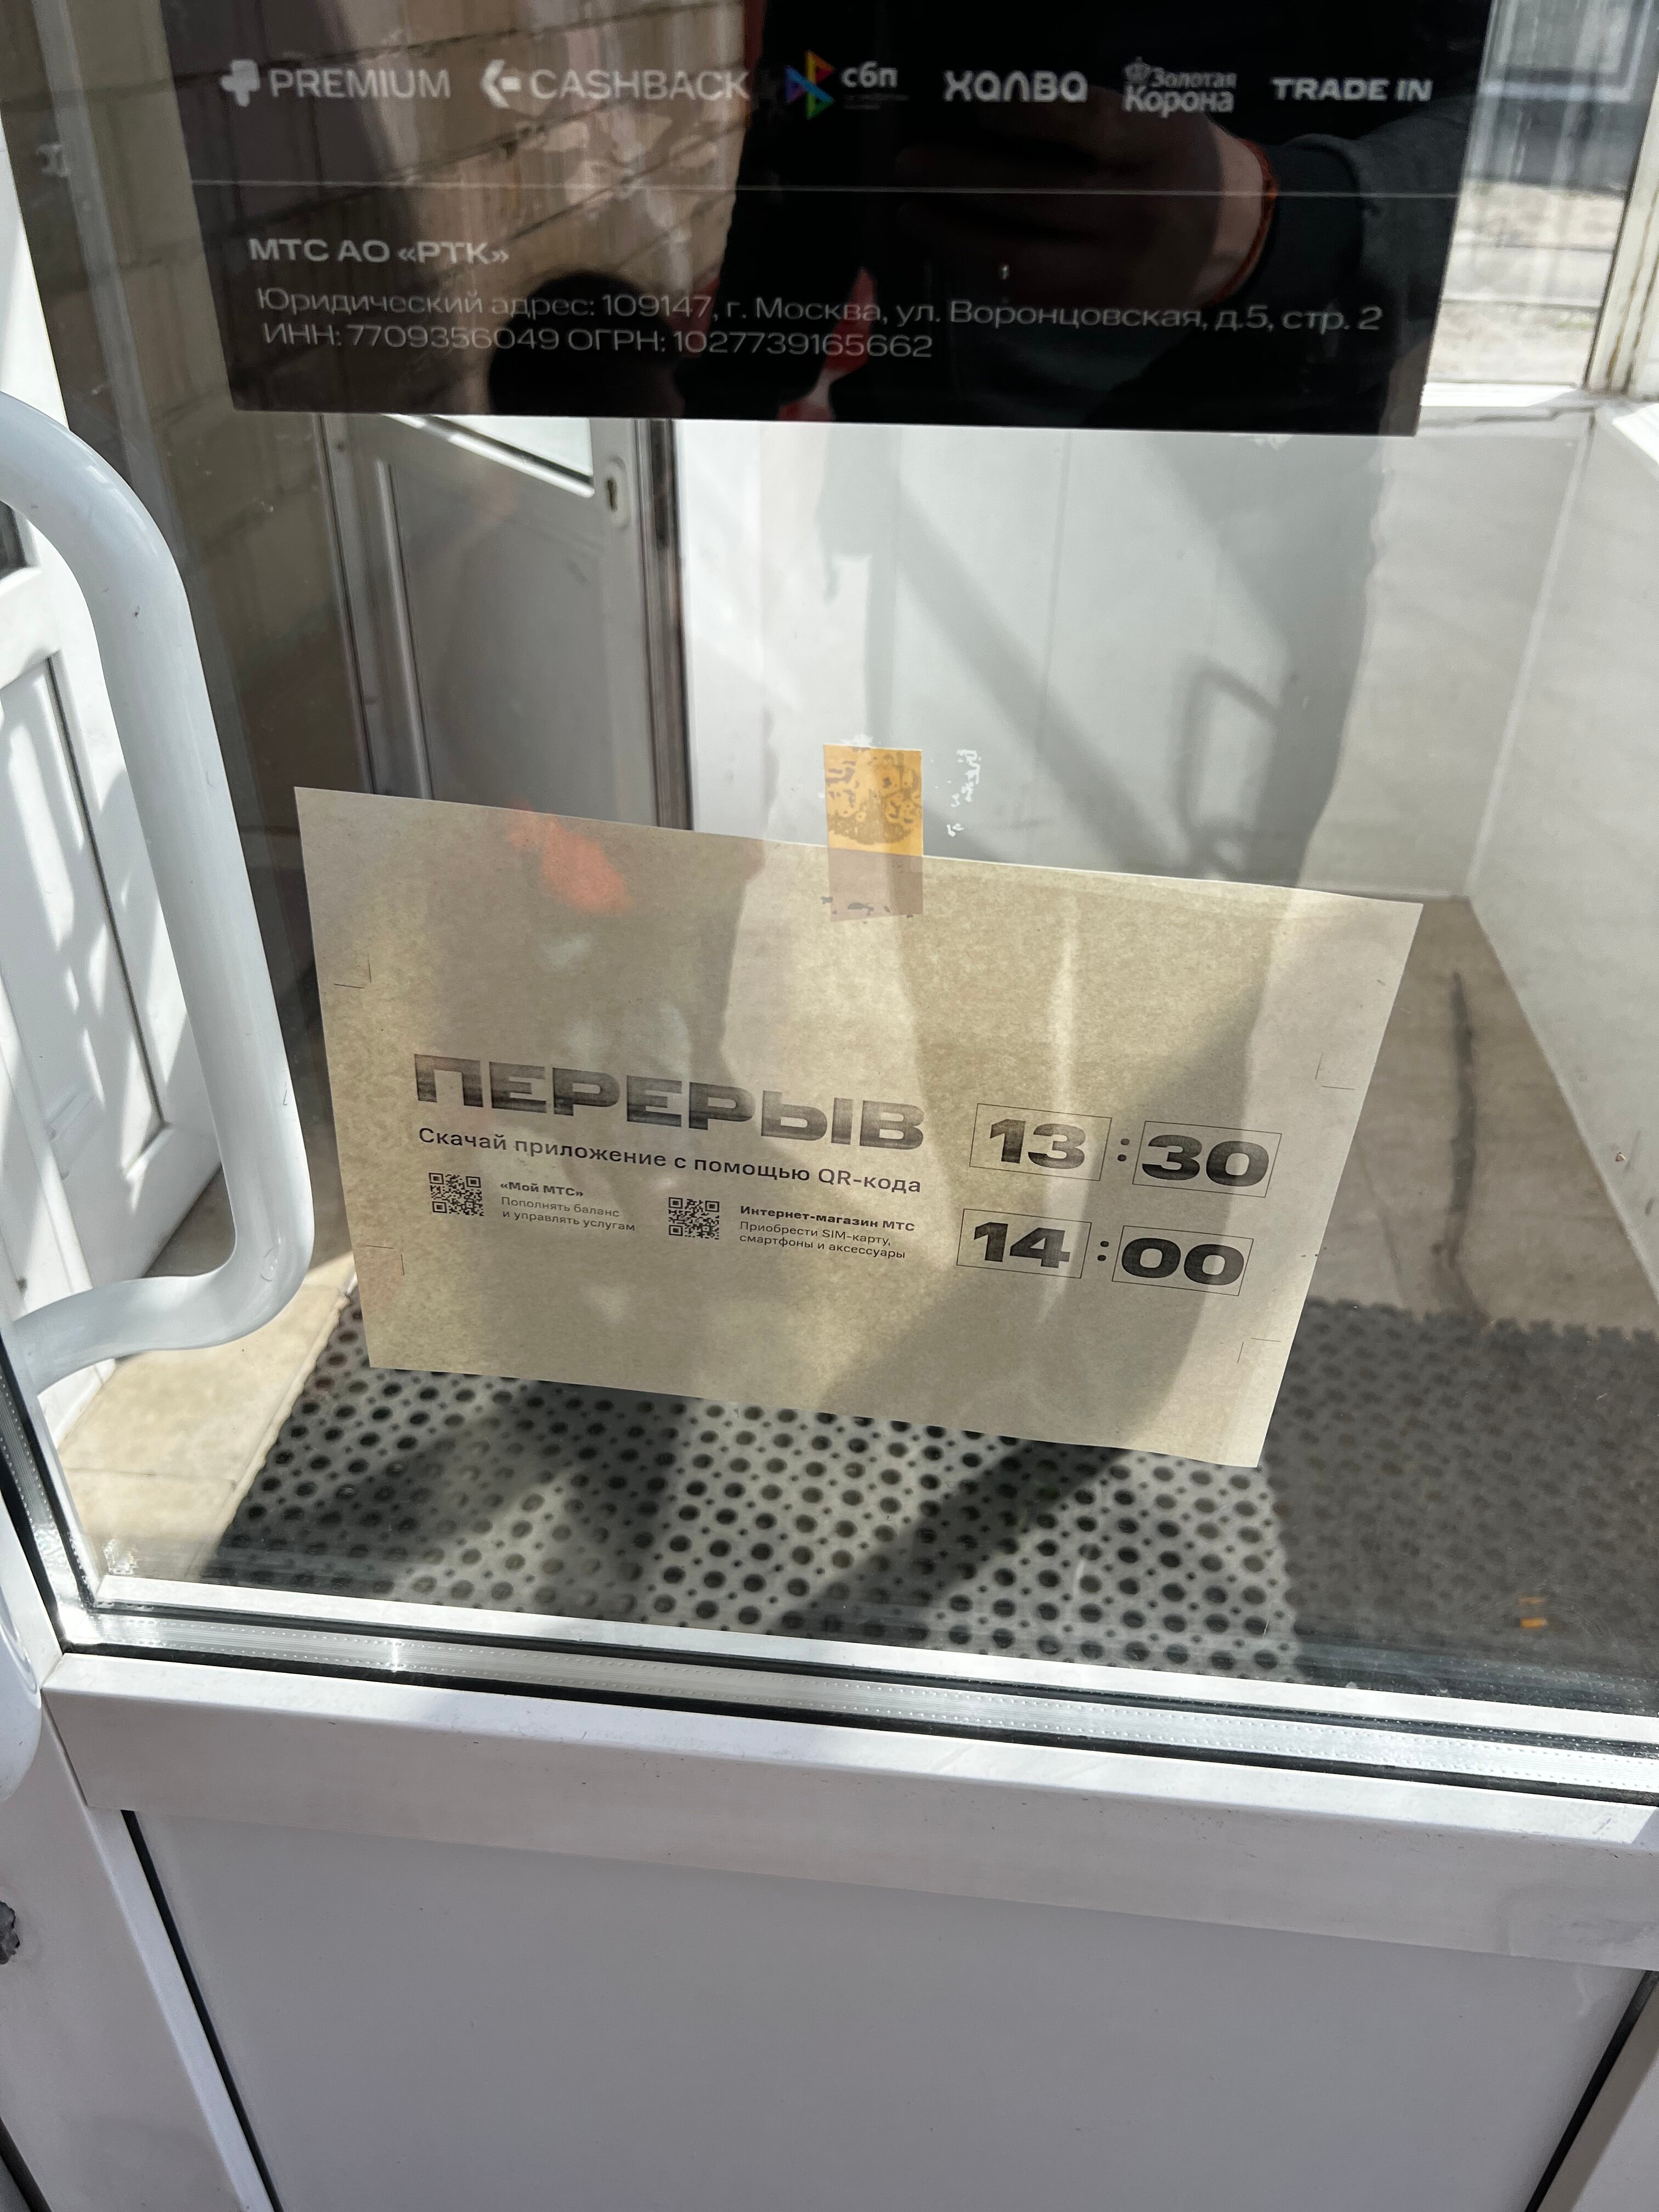 PREMIUM CASHBACK сбп ХАЛВА Золотая Корона TRADE IN
МТС АО «РТК»
Юридический адрес: 109147, г. Москва, ул. Воронцовская, д.5, стр. 2
ИНН: 7709356049 ОГРН: 1027739165662
ПЕРЕРЫВ
Скачай приложение с помощью QR-кода
«Мой МТС»
Пополнять баланс
и управлять услугам
Интернет-магазин МТС
Приобрести SIM-карту,
смартфоны и аксессуары
13:30
14:00